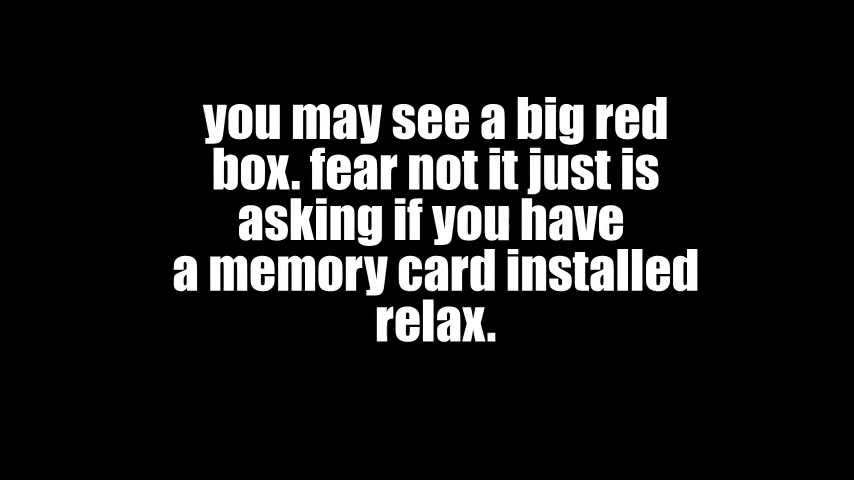 you may see a big red
box. fear not it just is
asking if you have
a memory card installed
relax.